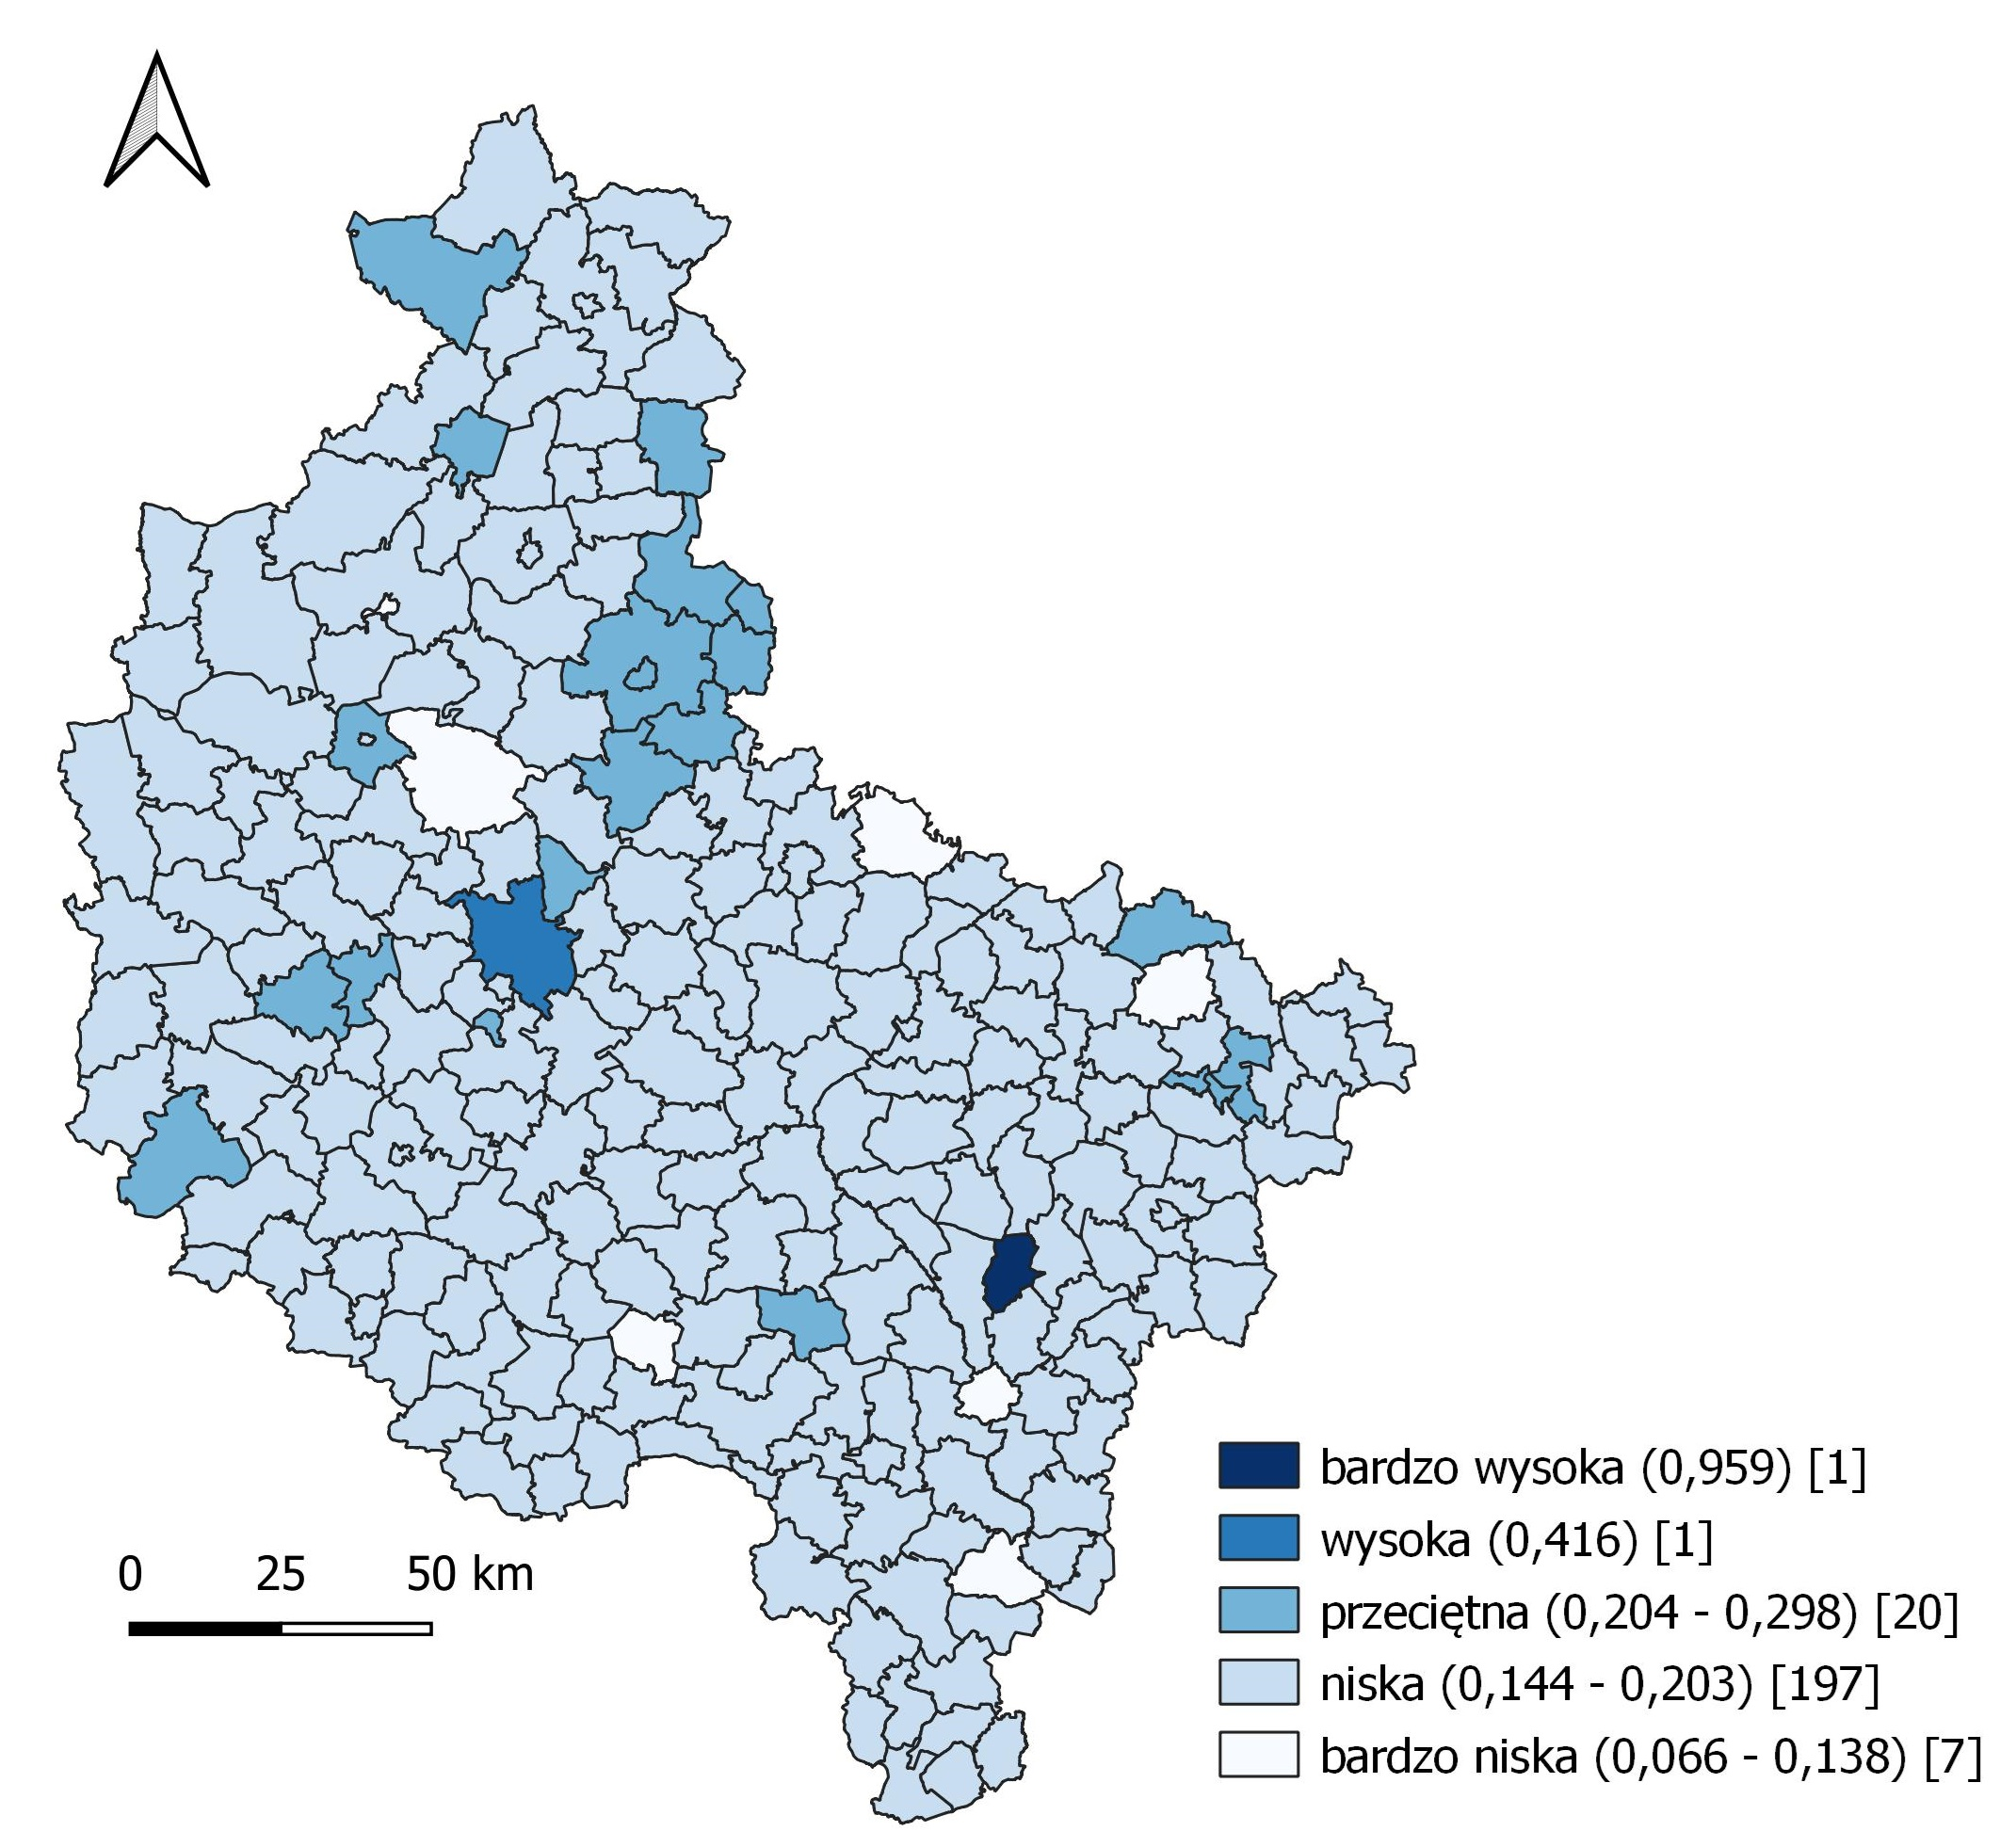 bardzo wysoka (0,959) [1]
wysoka (0,416) [1]
przeciętna (0,204 - 0,298) [20]
niska (0,144 - 0,203) [197]
bardzo niska (0,066 - 0,138) [7]
0 25 50 km